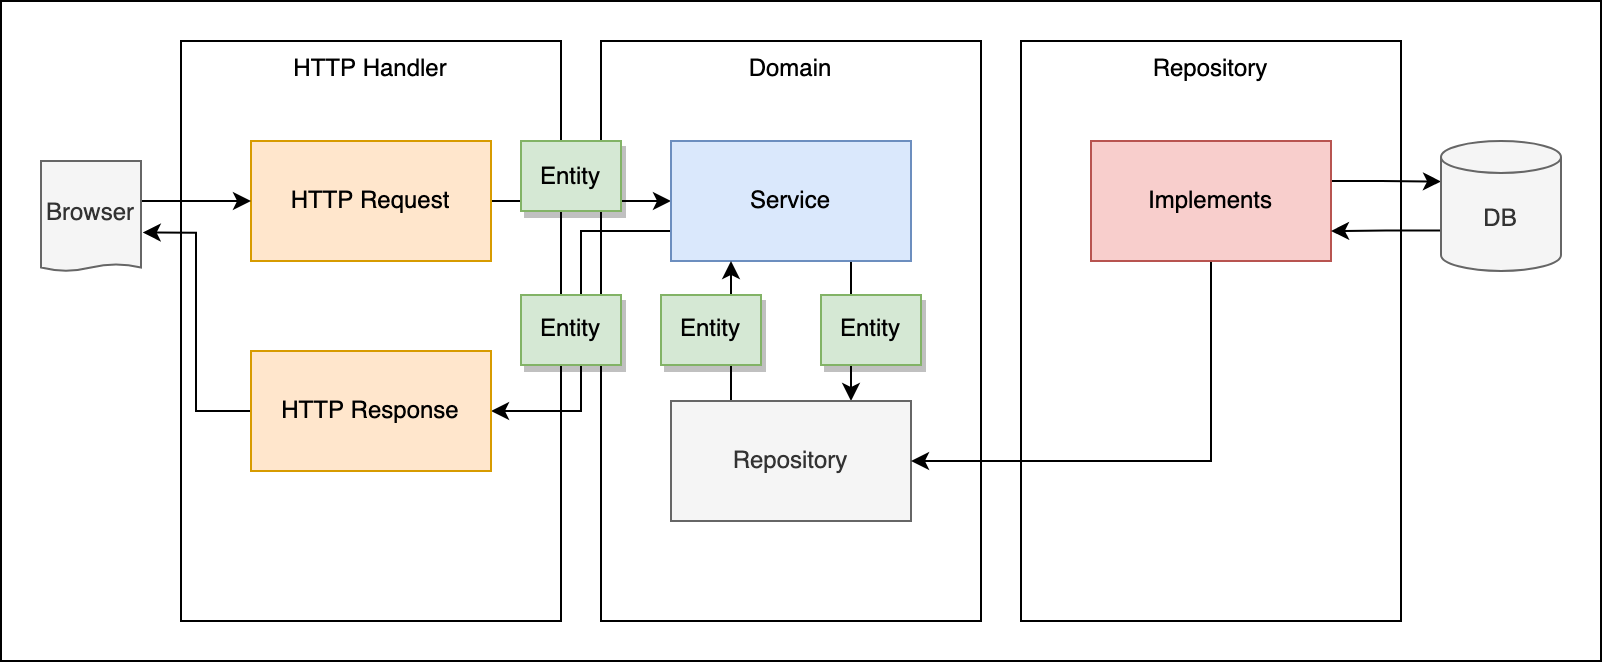 HTTP Handler
Domain
Repository
Browser
HTTP Request
Entity
Service
Implements
DB
Entity
Entity
Entity
HTTP Response
Repository